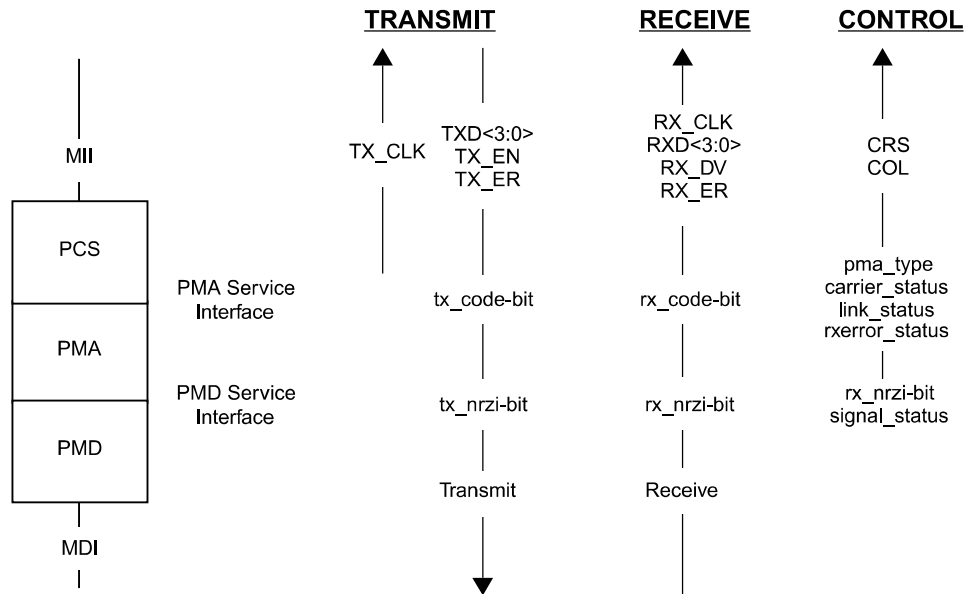 TRANSMIT
RECEIVE
CONTROL
MII
TX_CLK
TXD<3:0>
TX_EN
TX_ER
RX_CLK
RXD<3:0>
RX_DV
RX_ER
CRS
COL
PCS
PMA Service
Interface
tx_code-bit
rx_code-bit
pma_type
carrier_status
link_status
rxerror_status
PMA
PMD Service
Interface
tx_nrzi-bit
rx_nrzi-bit
rx_nrzi-bit
signal_status
PMD
Transmit
Receive
MDI